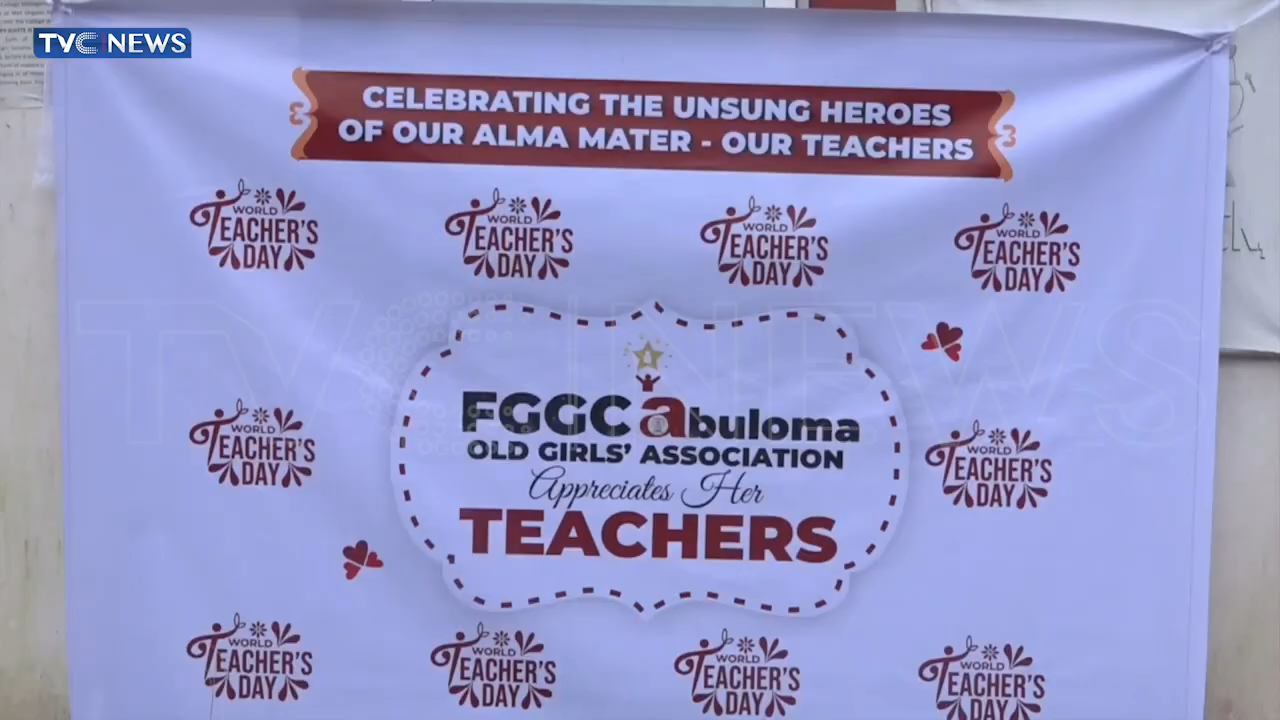 TVC NEWS
CELEBRATING THE UNSUNG HEROES
OF OUR ALMA MATER - OUR TEACHERS
WORLD
TEACHER'S
DAY
WORLD
TEACHER'S
DAY
WORLD
TEACHER'S
DAY
WORLD
TEACHER'S
DAY
TVC NEWS
FGGC abuloma
OLD GIRLS' ASSOCIATION
Appreciates Her
TEACHERS
WORLD
TEACHER'S
DAY
WORLD
TEACHER'S
DAY
WORLD
TEACHER'S
DAY
WORLD
TEACHER'S
DAY
WORLD
TEACHER'S
DAY
WORLD
TEACHER'S
DAY